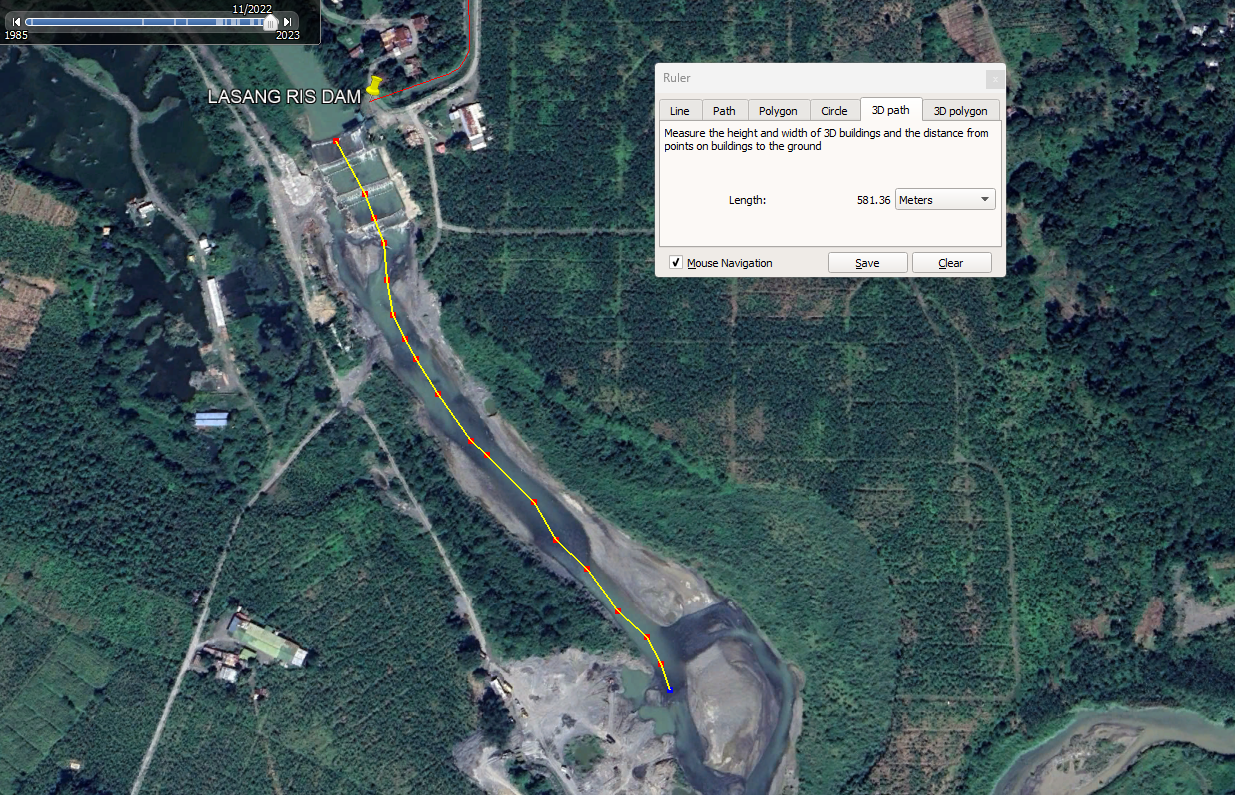 11/2022
1985
2023
LASANG RIS DAM
Ruler
Line Path Polygon Circle 3D path 3D polygon
Measure the height and width of 3D buildings and the distance from
points on buildings to the ground
Length: 581.36 Meters
Mouse Navigation Save Clear